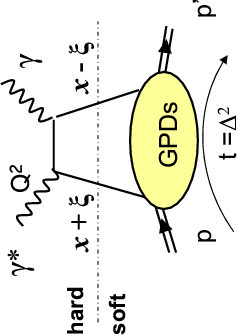 γ
p'
x - ξ
GPDs
t = Δ²
Q²
x + ξ
γ*
p
hard
soft